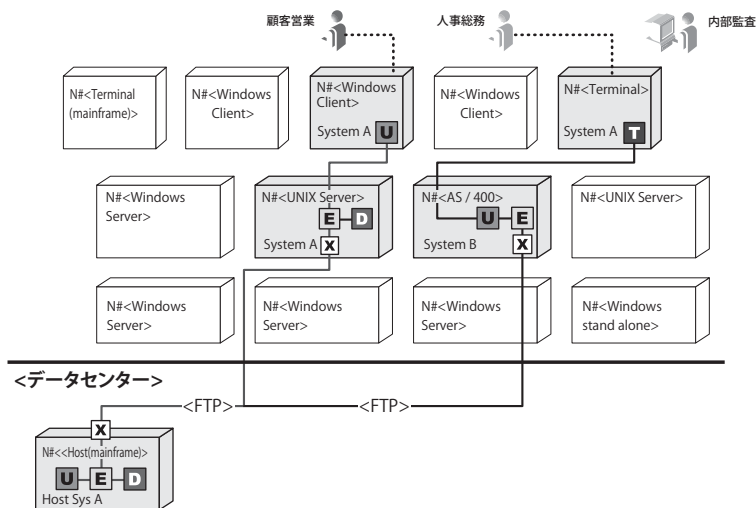 顧客営業
人事総務
内部監査
N#<Terminal
(mainframe)>
N#<Windows
Client>
N#<Windows
Client>
System A U
N#<Windows
Client>
N#<Terminal>
System A T
N#<Windows
Server>
N#<UNIX Server>
E D
System A X
N#<AS / 400>
U E
System B X
N#<UNIX Server>
N#<Windows
Server>
N#<Windows
Server>
N#<Windows
Server>
N#<Windows
stand alone>
<データセンター>
<FTP>
<FTP>
X
N#<<Host(mainframe)>
U E D
Host Sys A